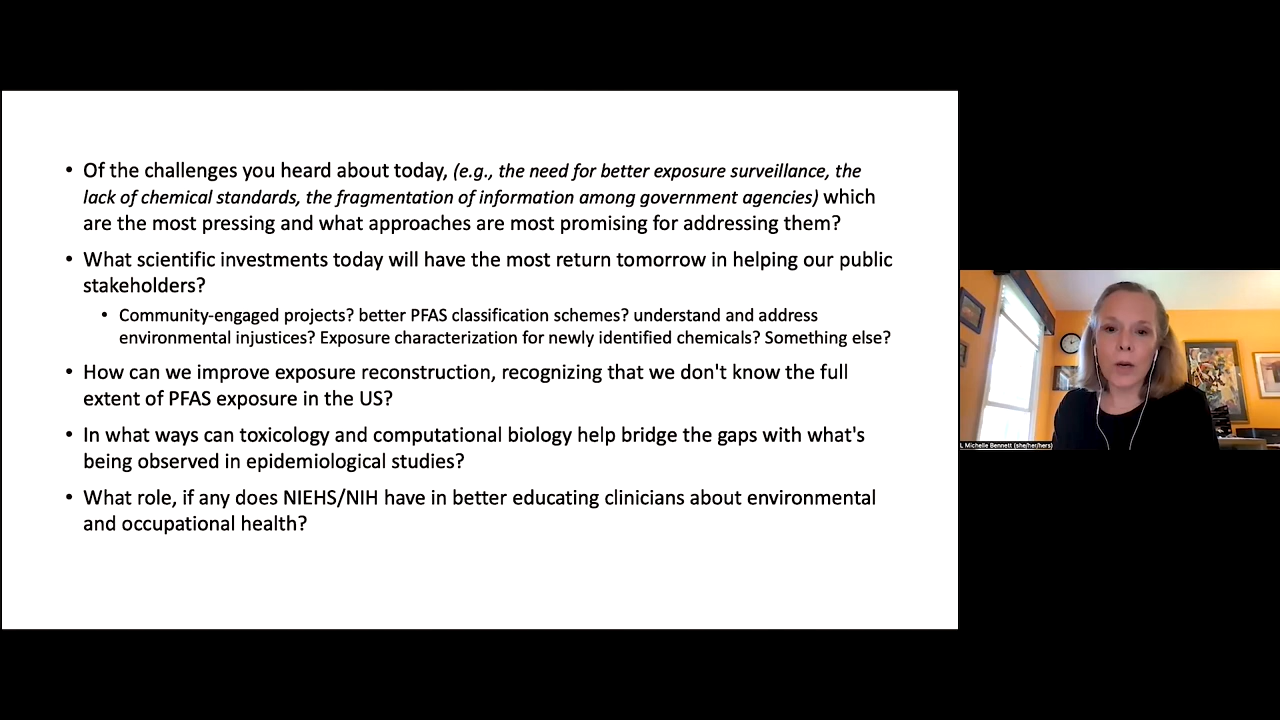 • Of the challenges you heard about today, (e.g., the need for better exposure surveillance, the
lack of chemical standards, the fragmentation of information among government agencies) which
are the most pressing and what approaches are most promising for addressing them?
• What scientific investments today will have the most return tomorrow in helping our public
stakeholders?
• Community-engaged projects? better PFAS classification schemes? understand and address
environmental injustices? Exposure characterization for newly identified chemicals? Something else?
• How can we improve exposure reconstruction, recognizing that we don't know the full
extent of PFAS exposure in the US?
• In what ways can toxicology and computational biology help bridge the gaps with what's
being observed in epidemiological studies?
• What role, if any does NIEHS/NIH have in better educating clinicians about environmental
and occupational health?
L Michelle Bennett (she/her/hers)